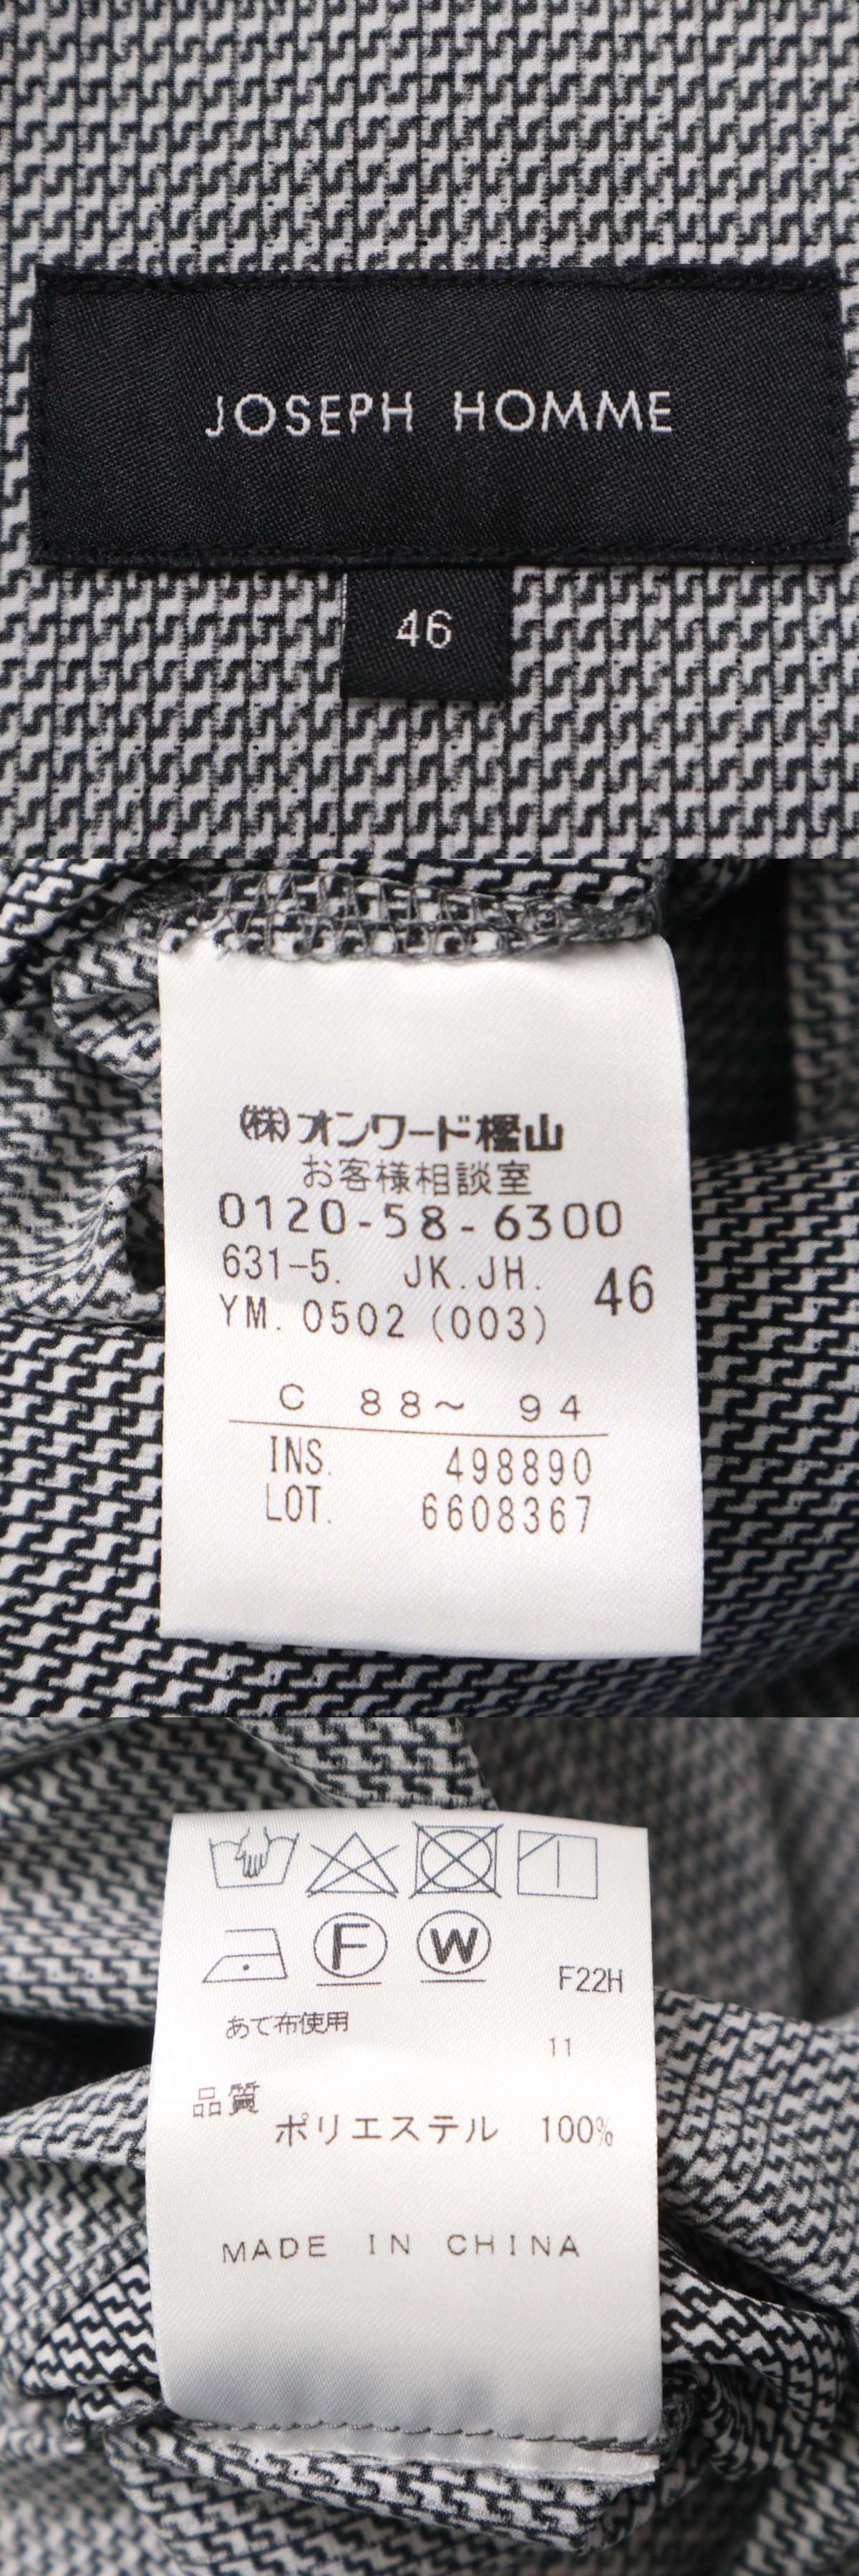 JOSEPH HOMME
46
(株)オンワード樫山
お客様相談室
0120-58-6300
631-5. JK.JH. 46
YM. 0502 (003)
C 88~ 94
INS. 498890
LOT. 6608367
F W
F22H
あて布使用
11
品質
ポリエステル 100%
MADE IN CHINA